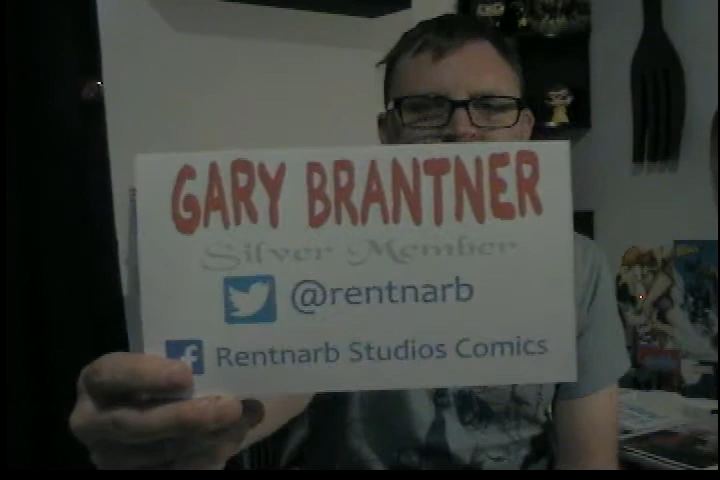 GARY BRANTNER
Silver Member
@rentnarb
f Rentnarb Studios Comics